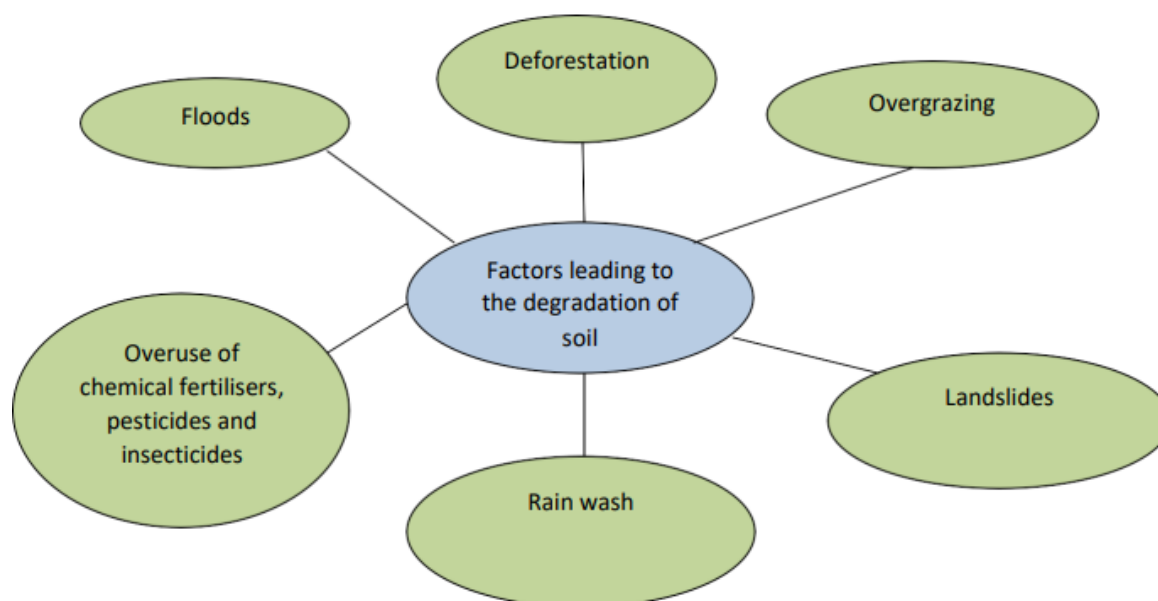 Deforestation
Floods
Overgrazing
Factors leading to
the degradation of
soil
Overuse of
chemical fertilisers,
pesticides and
insecticides
Landslides
Rain wash